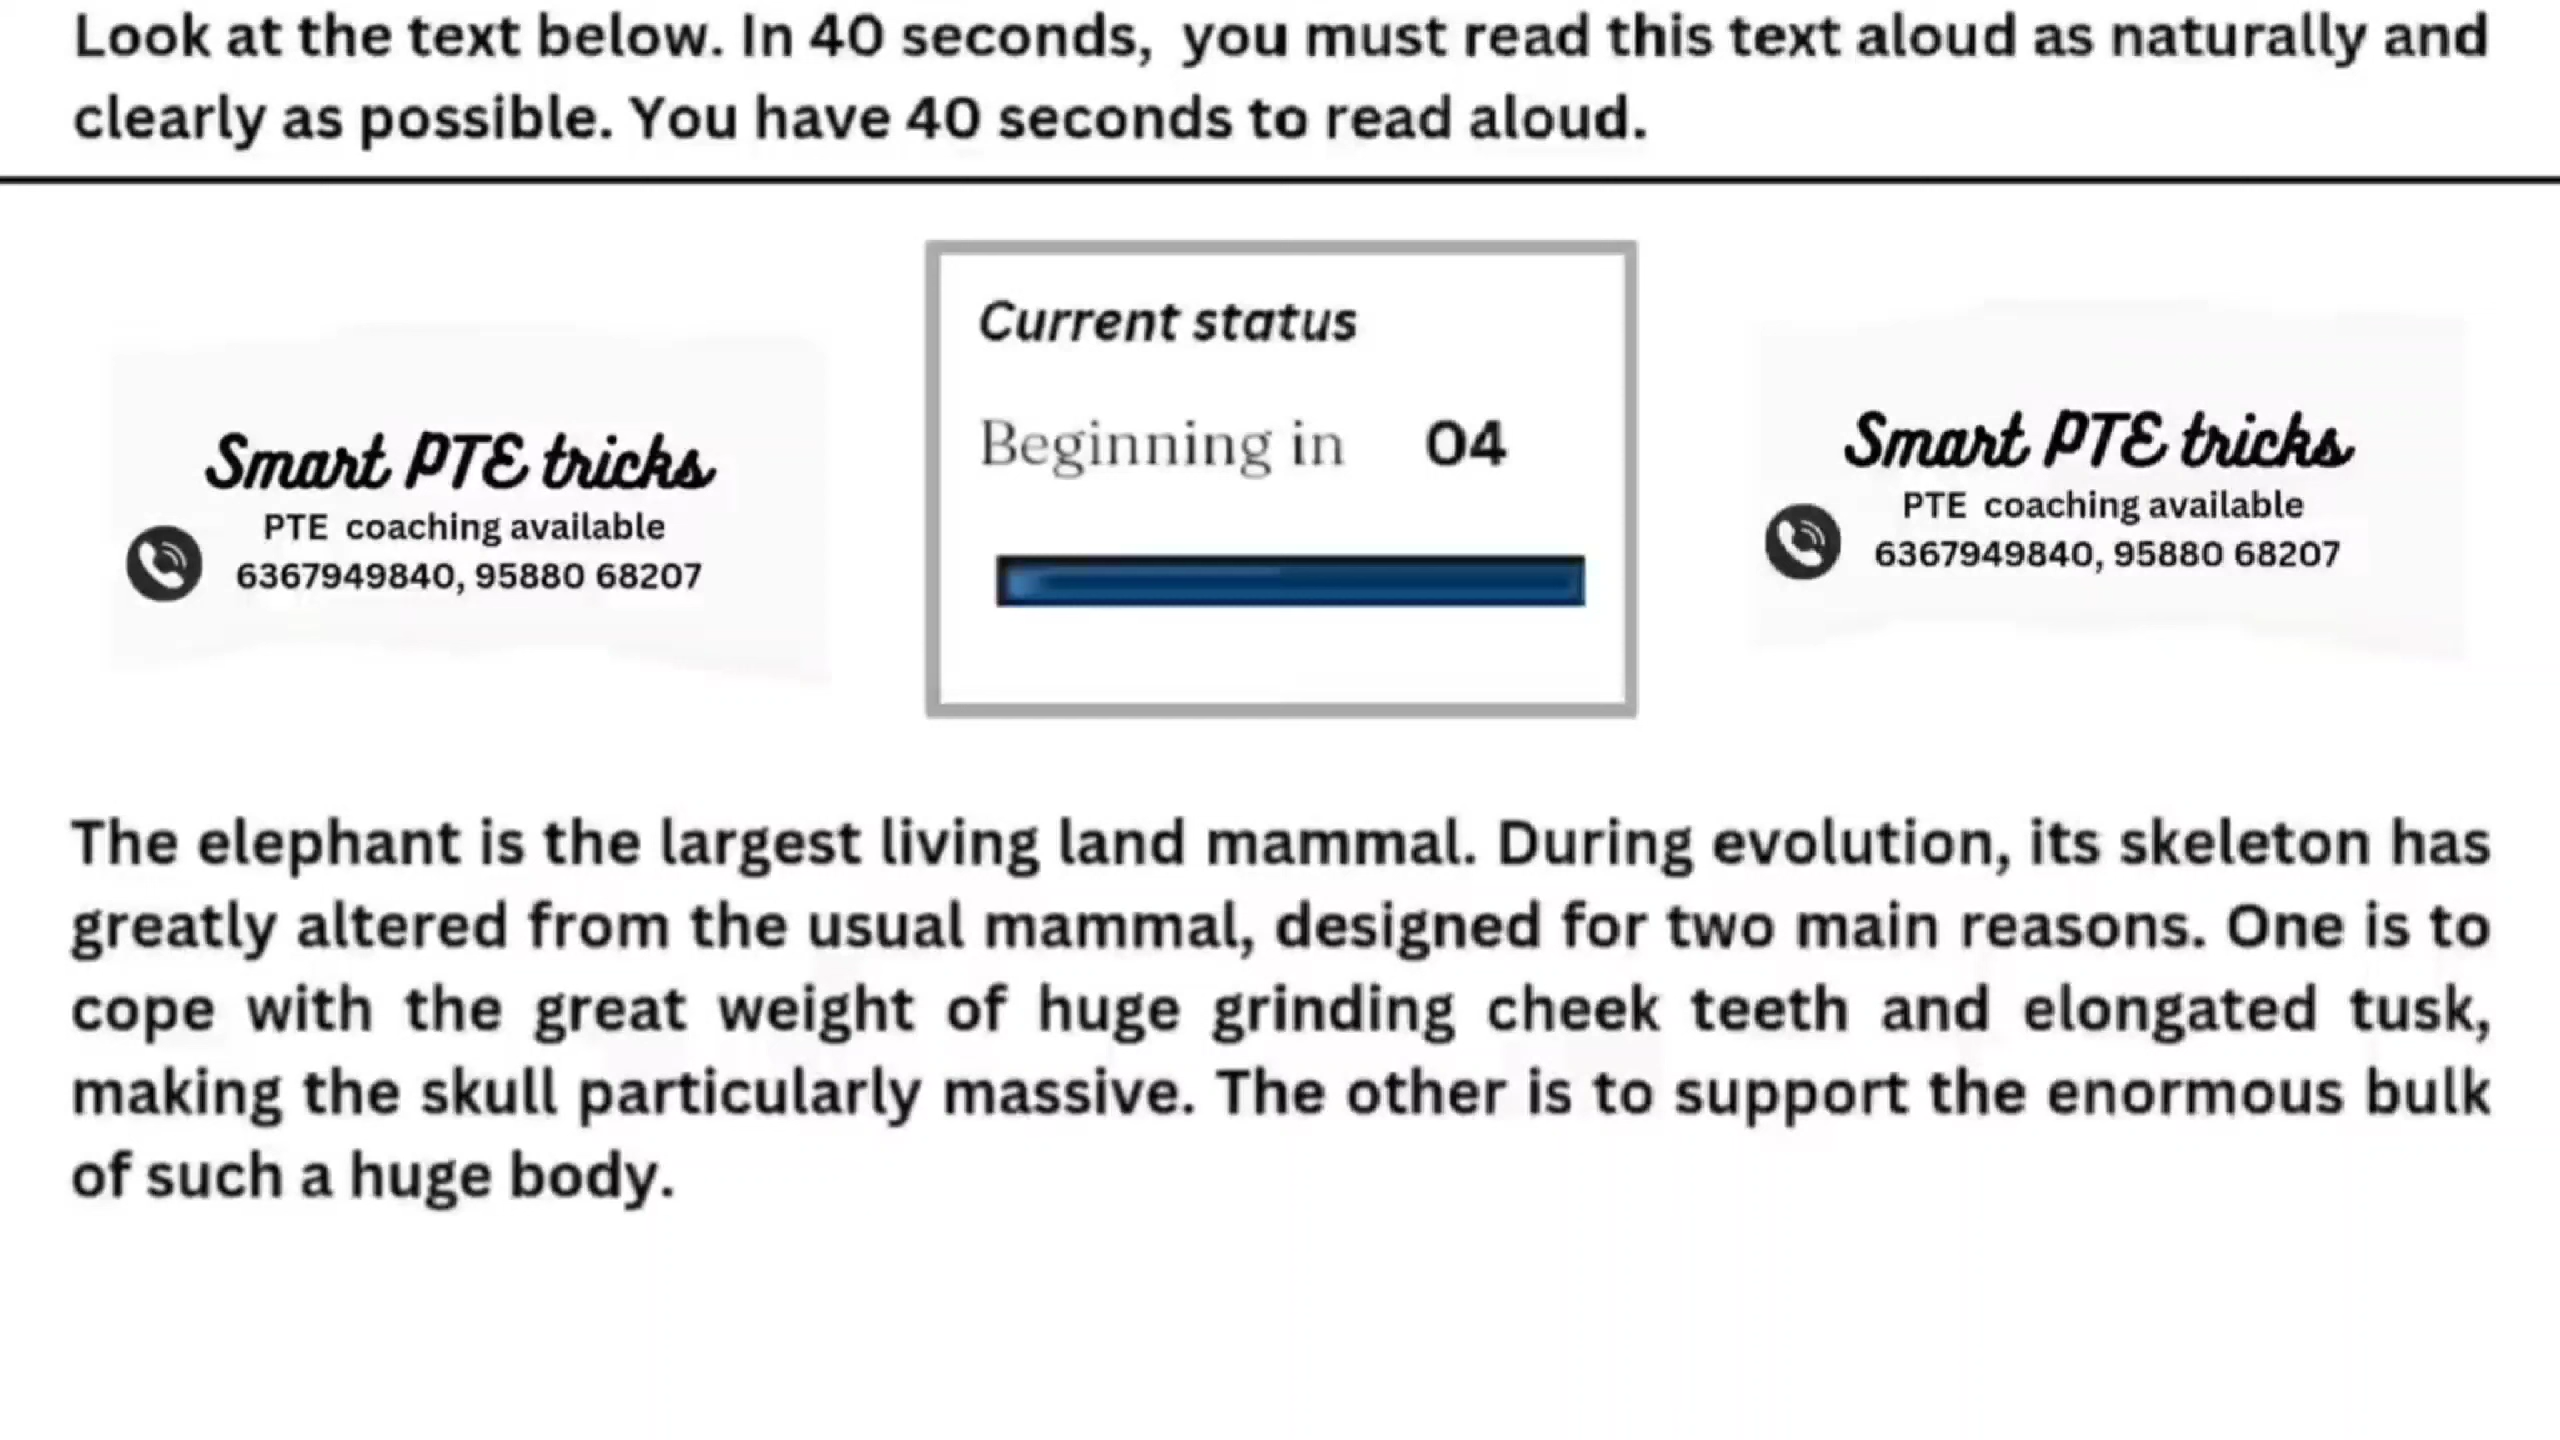 Look at the text below. In 40 seconds, you must read this text aloud as naturally and
clearly as possible. You have 40 seconds to read aloud.
Current status
Beginning in 04
Smart PTE tricks
PTE coaching available
6367949840, 95880 68207
Smart PTE tricks
PTE coaching available
6367949840, 95880 68207
The elephant is the largest living land mammal. During evolution, its skeleton has
greatly altered from the usual mammal, designed for two main reasons. One is to
cope with the great weight of huge grinding cheek teeth and elongated tusk,
making the skull particularly massive. The other is to support the enormous bulk
of such a huge body.